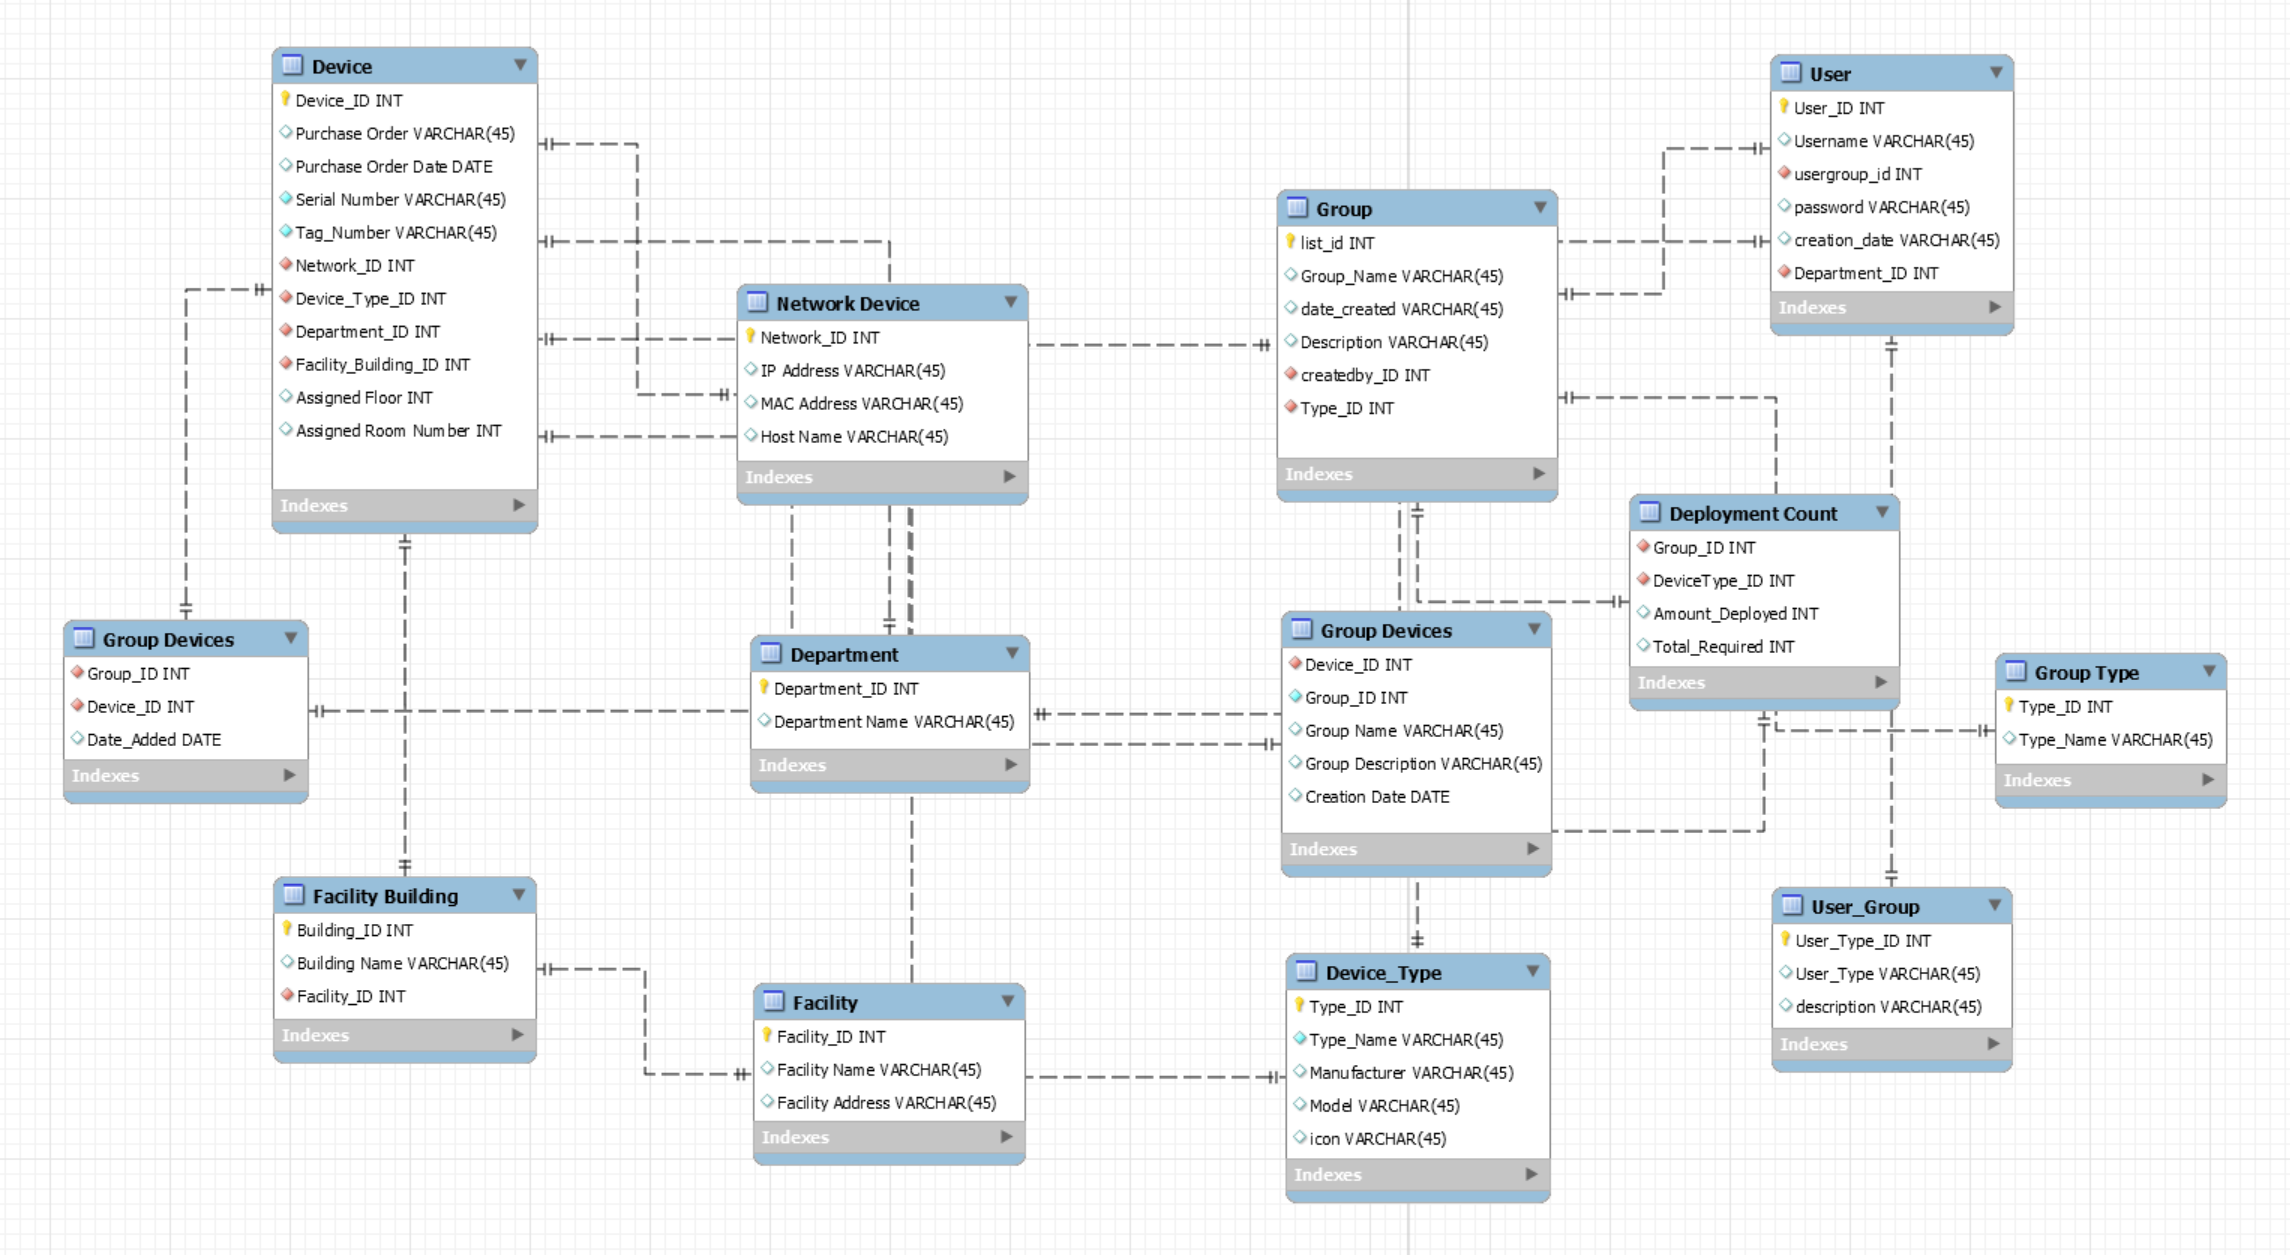 Device
Device_ID INT
Purchase Order VARCHAR(45)
Purchase Order Date DATE
Serial Number VARCHAR(45)
Tag_Number VARCHAR(45)
Network_ID INT
Device_Type_ID INT
Department_ID INT
Facility_Building_ID INT
Assigned Floor INT
Assigned Room Number INT
Indexes
User
User_ID INT
Username VARCHAR(45)
usergroup_id INT
password VARCHAR(45)
creation_date VARCHAR(45)
Department_ID INT
Indexes
Group
list_id INT
Group_Name VARCHAR(45)
date_created VARCHAR(45)
Description VARCHAR(45)
createdby_ID INT
Type_ID INT
Indexes
Network Device
Network_ID INT
IP Address VARCHAR(45)
MAC Address VARCHAR(45)
Host Name VARCHAR(45)
Indexes
Deployment Count
Group_ID INT
DeviceType_ID INT
Amount_Deployed INT
Total_Required INT
Indexes
Group Devices
Group_ID INT
Device_ID INT
Date_Added DATE
Indexes
Department
Department_ID INT
Department Name VARCHAR(45)
Indexes
Group Devices
Device_ID INT
Group_ID INT
Group Name VARCHAR(45)
Group Description VARCHAR(45)
Creation Date DATE
Indexes
Group Type
Type_ID INT
Type_Name VARCHAR(45)
Indexes
Facility Building
Building_ID INT
Building Name VARCHAR(45)
Facility_ID INT
Indexes
Facility
Facility_ID INT
Facility Name VARCHAR(45)
Facility Address VARCHAR(45)
Indexes
Device_Type
Type_ID INT
Type_Name VARCHAR(45)
Manufacturer VARCHAR(45)
Model VARCHAR(45)
icon VARCHAR(45)
Indexes
User_Group
User_Type_ID INT
User_Type VARCHAR(45)
description VARCHAR(45)
Indexes